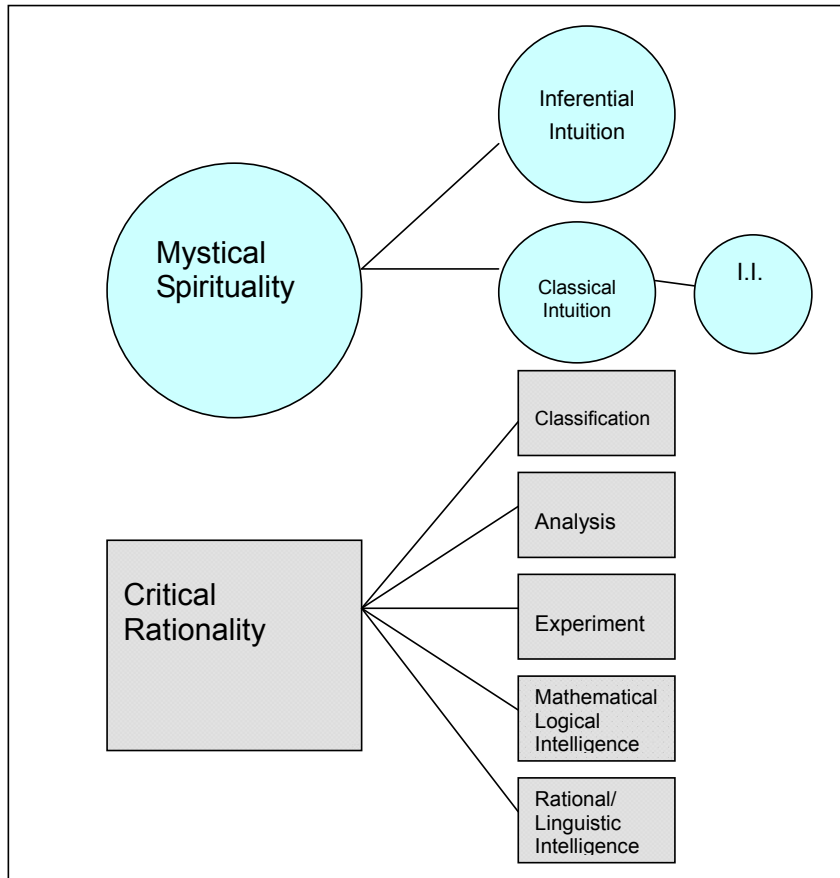 Inferential
Intuition
Mystical
Spirituality
Classical
Intuition
I.I.
Classification
Analysis
Critical
Rationality
Experiment
Mathematical
Logical
Intelligence
Rational/
Linguistic
Intelligence